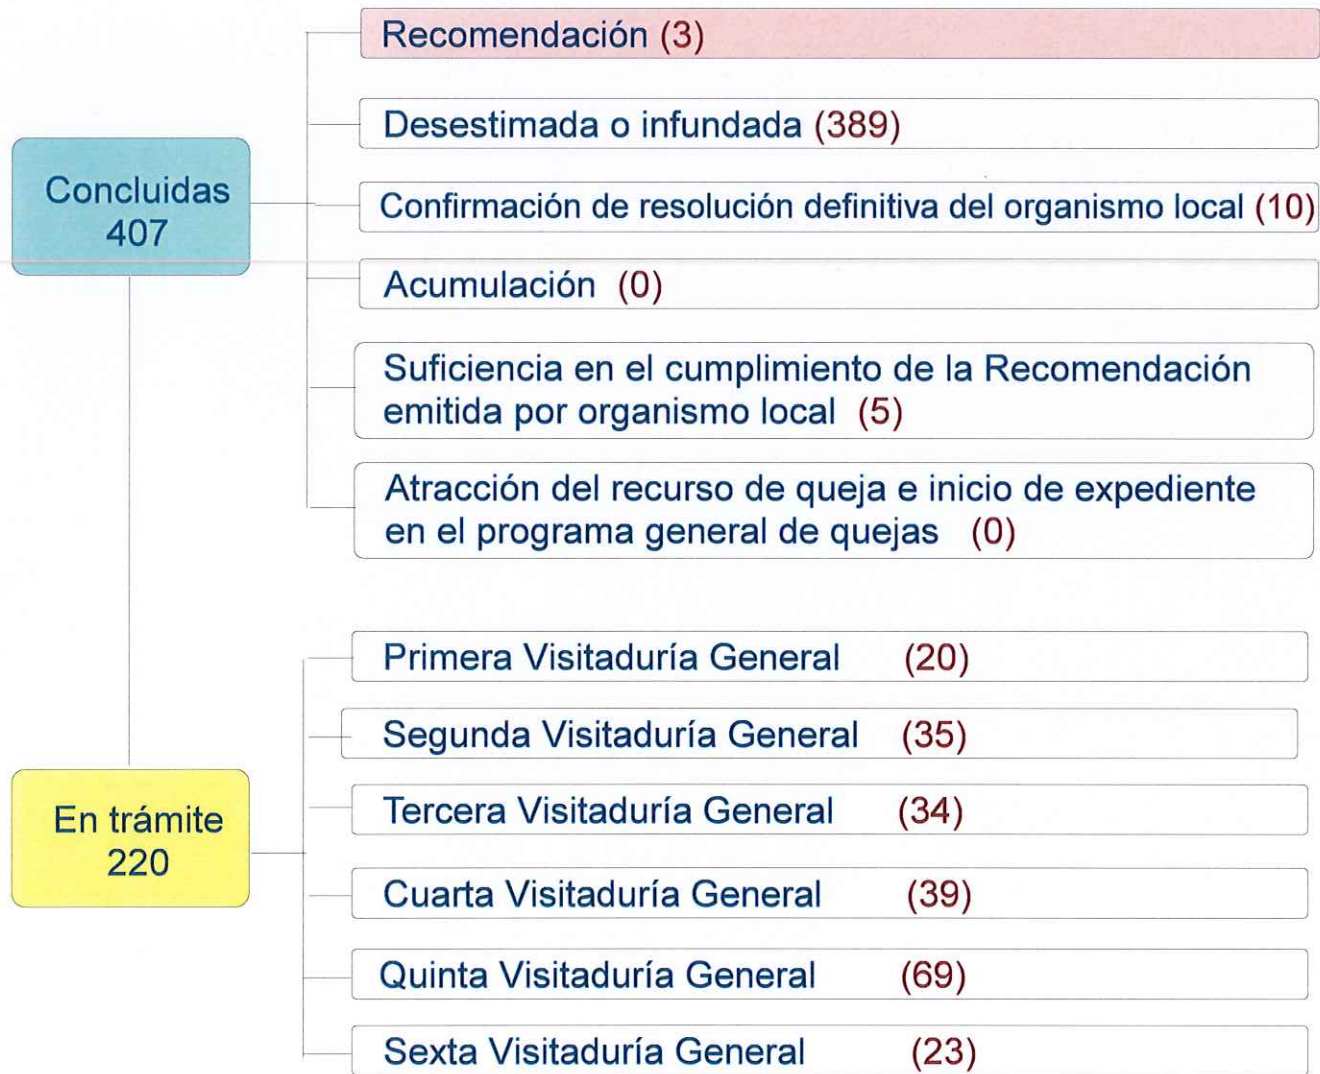 Recomendación (3)
Desestimada o infundada (389)
Concluidas
407
Confirmación de resolución definitiva del organismo local (10)
Acumulación (0)
Suficiencia en el cumplimiento de la Recomendación
emitida por organismo local (5)
Atracción del recurso de queja e inicio de expediente
en el programa general de quejas (0)
Primera Visitaduría General (20)
Segunda Visitaduría General (35)
En trámite
220
Tercera Visitaduría General (34)
Cuarta Visitaduría General (39)
Quinta Visitaduría General (69)
Sexta Visitaduría General (23)